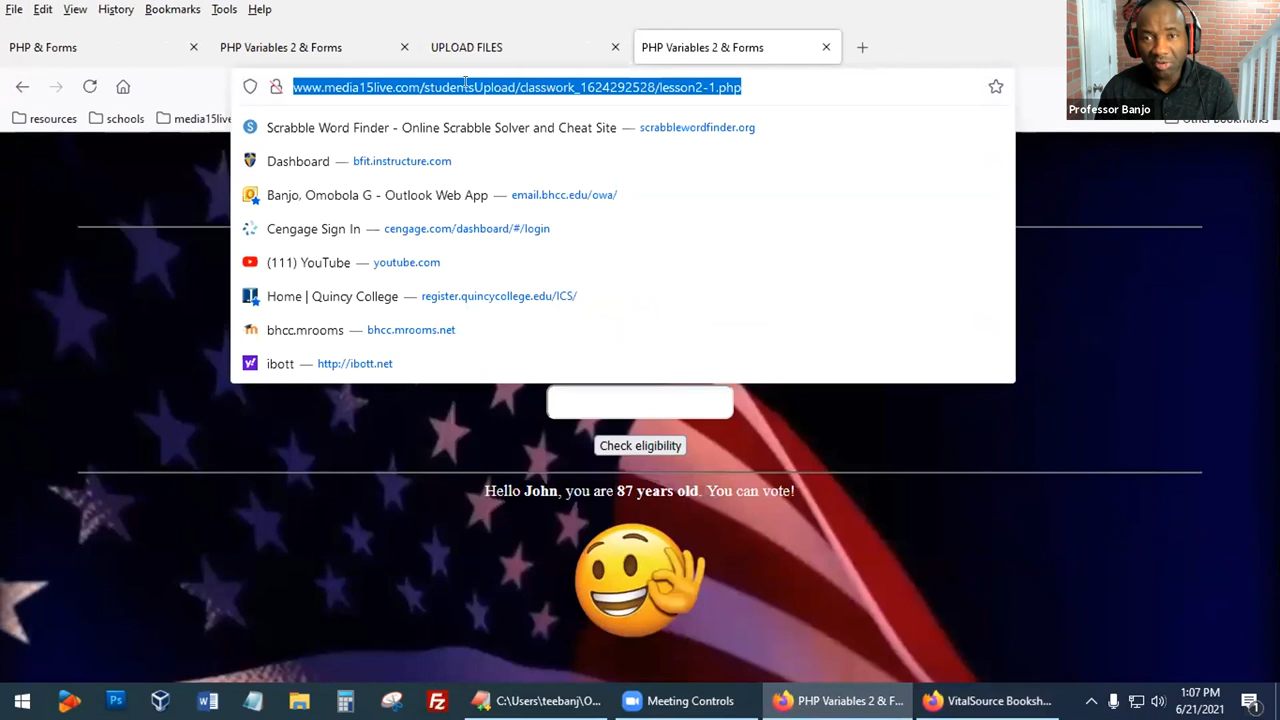 File Edit View History Bookmarks Tools Help
PHP & Forms
PHP Variables 2 & Forms
UPLOAD FILES
PHP Variables 2 & Forms
Professor Banjo
www.media15live.com/studentsUpload/classwork_1624292528/lesson2-1.php
resources
schools
media15live
Other Bookmarks
Scrabble Word Finder - Online Scrabble Solver and Cheat Site — scrabblewordfinder.org
Dashboard — bfit.instructure.com
Banjo, Omobola G - Outlook Web App — email.bhcc.edu/owa/
Cengage Sign In — cengage.com/dashboard/#/login
(111) YouTube — youtube.com
Home | Quincy College — register.quincycollege.edu/ICS/
bhcc.mrooms — bhcc.mrooms.net
ibott — http://ibott.net
Check eligibility
Hello John, you are 87 years old. You can vote!
C:\Users\teebanj\O...
Meeting Controls
PHP Variables 2 & F...
VitalSource Booksh...
1:07 PM
6/21/2021